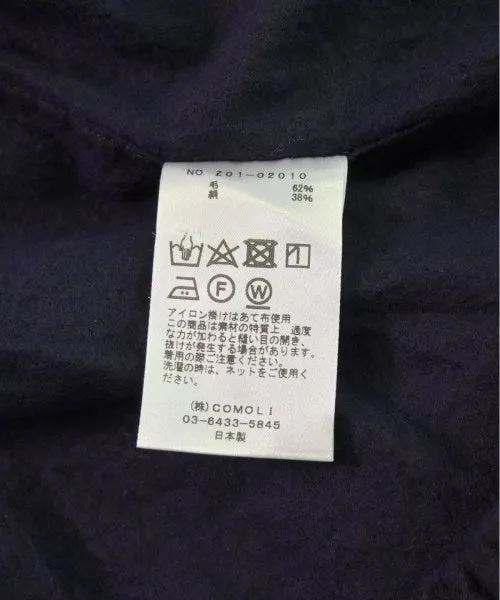 NO Z01-02010
毛 62%
絹 38%
F W
アイロン掛けはあて布使用
この商品は素材の特質上 過度
な力が加わると縫い目の開き、
抜けが発生する場合があります。
着用の際ご注意ください。
洗濯の時は、ネットをご使用く
ださい。
(株)COMOLI
03-6433-5845
日本製